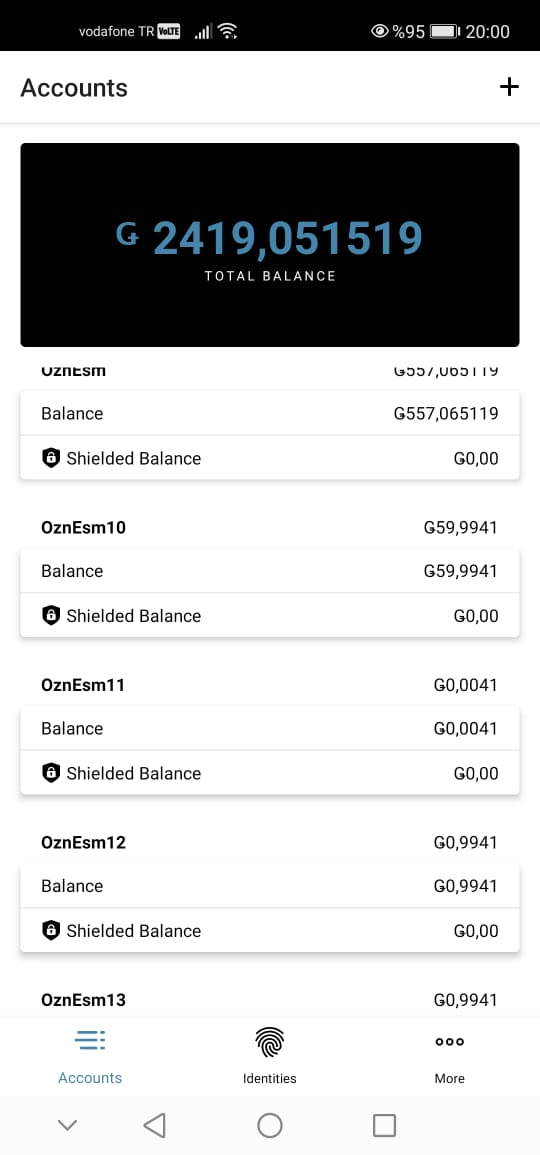 vodafone TR VoLTE %95 20:00
Accounts +
Ǥ 2419,051519
TOTAL BALANCE
OznEsm Ǥ557,065119
Balance Ǥ557,065119
Shielded Balance Ǥ0,00
OznEsm10 Ǥ59,9941
Balance Ǥ59,9941
Shielded Balance Ǥ0,00
OznEsm11 Ǥ0,0041
Balance Ǥ0,0041
Shielded Balance Ǥ0,00
OznEsm12 Ǥ0,9941
Balance Ǥ0,9941
Shielded Balance Ǥ0,00
OznEsm13 Ǥ0,9941
Accounts Identities More